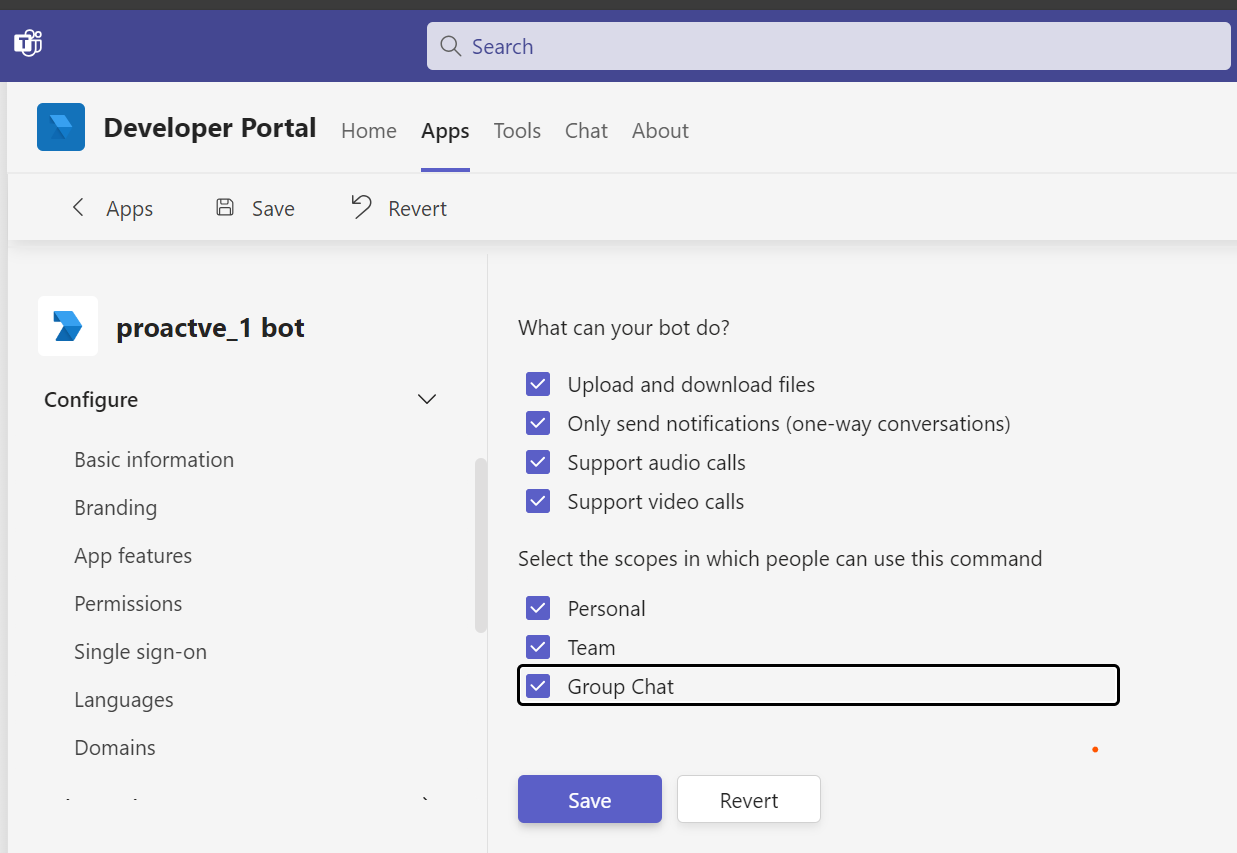 Search
Developer Portal Home Apps Tools Chat About
Apps Save Revert
proactve_1 bot
Configure
Basic information
Branding
App features
Permissions
Single sign-on
Languages
Domains
What can your bot do?
Upload and download files
Only send notifications (one-way conversations)
Support audio calls
Support video calls
Select the scopes in which people can use this command
Personal
Team
Group Chat
Save Revert